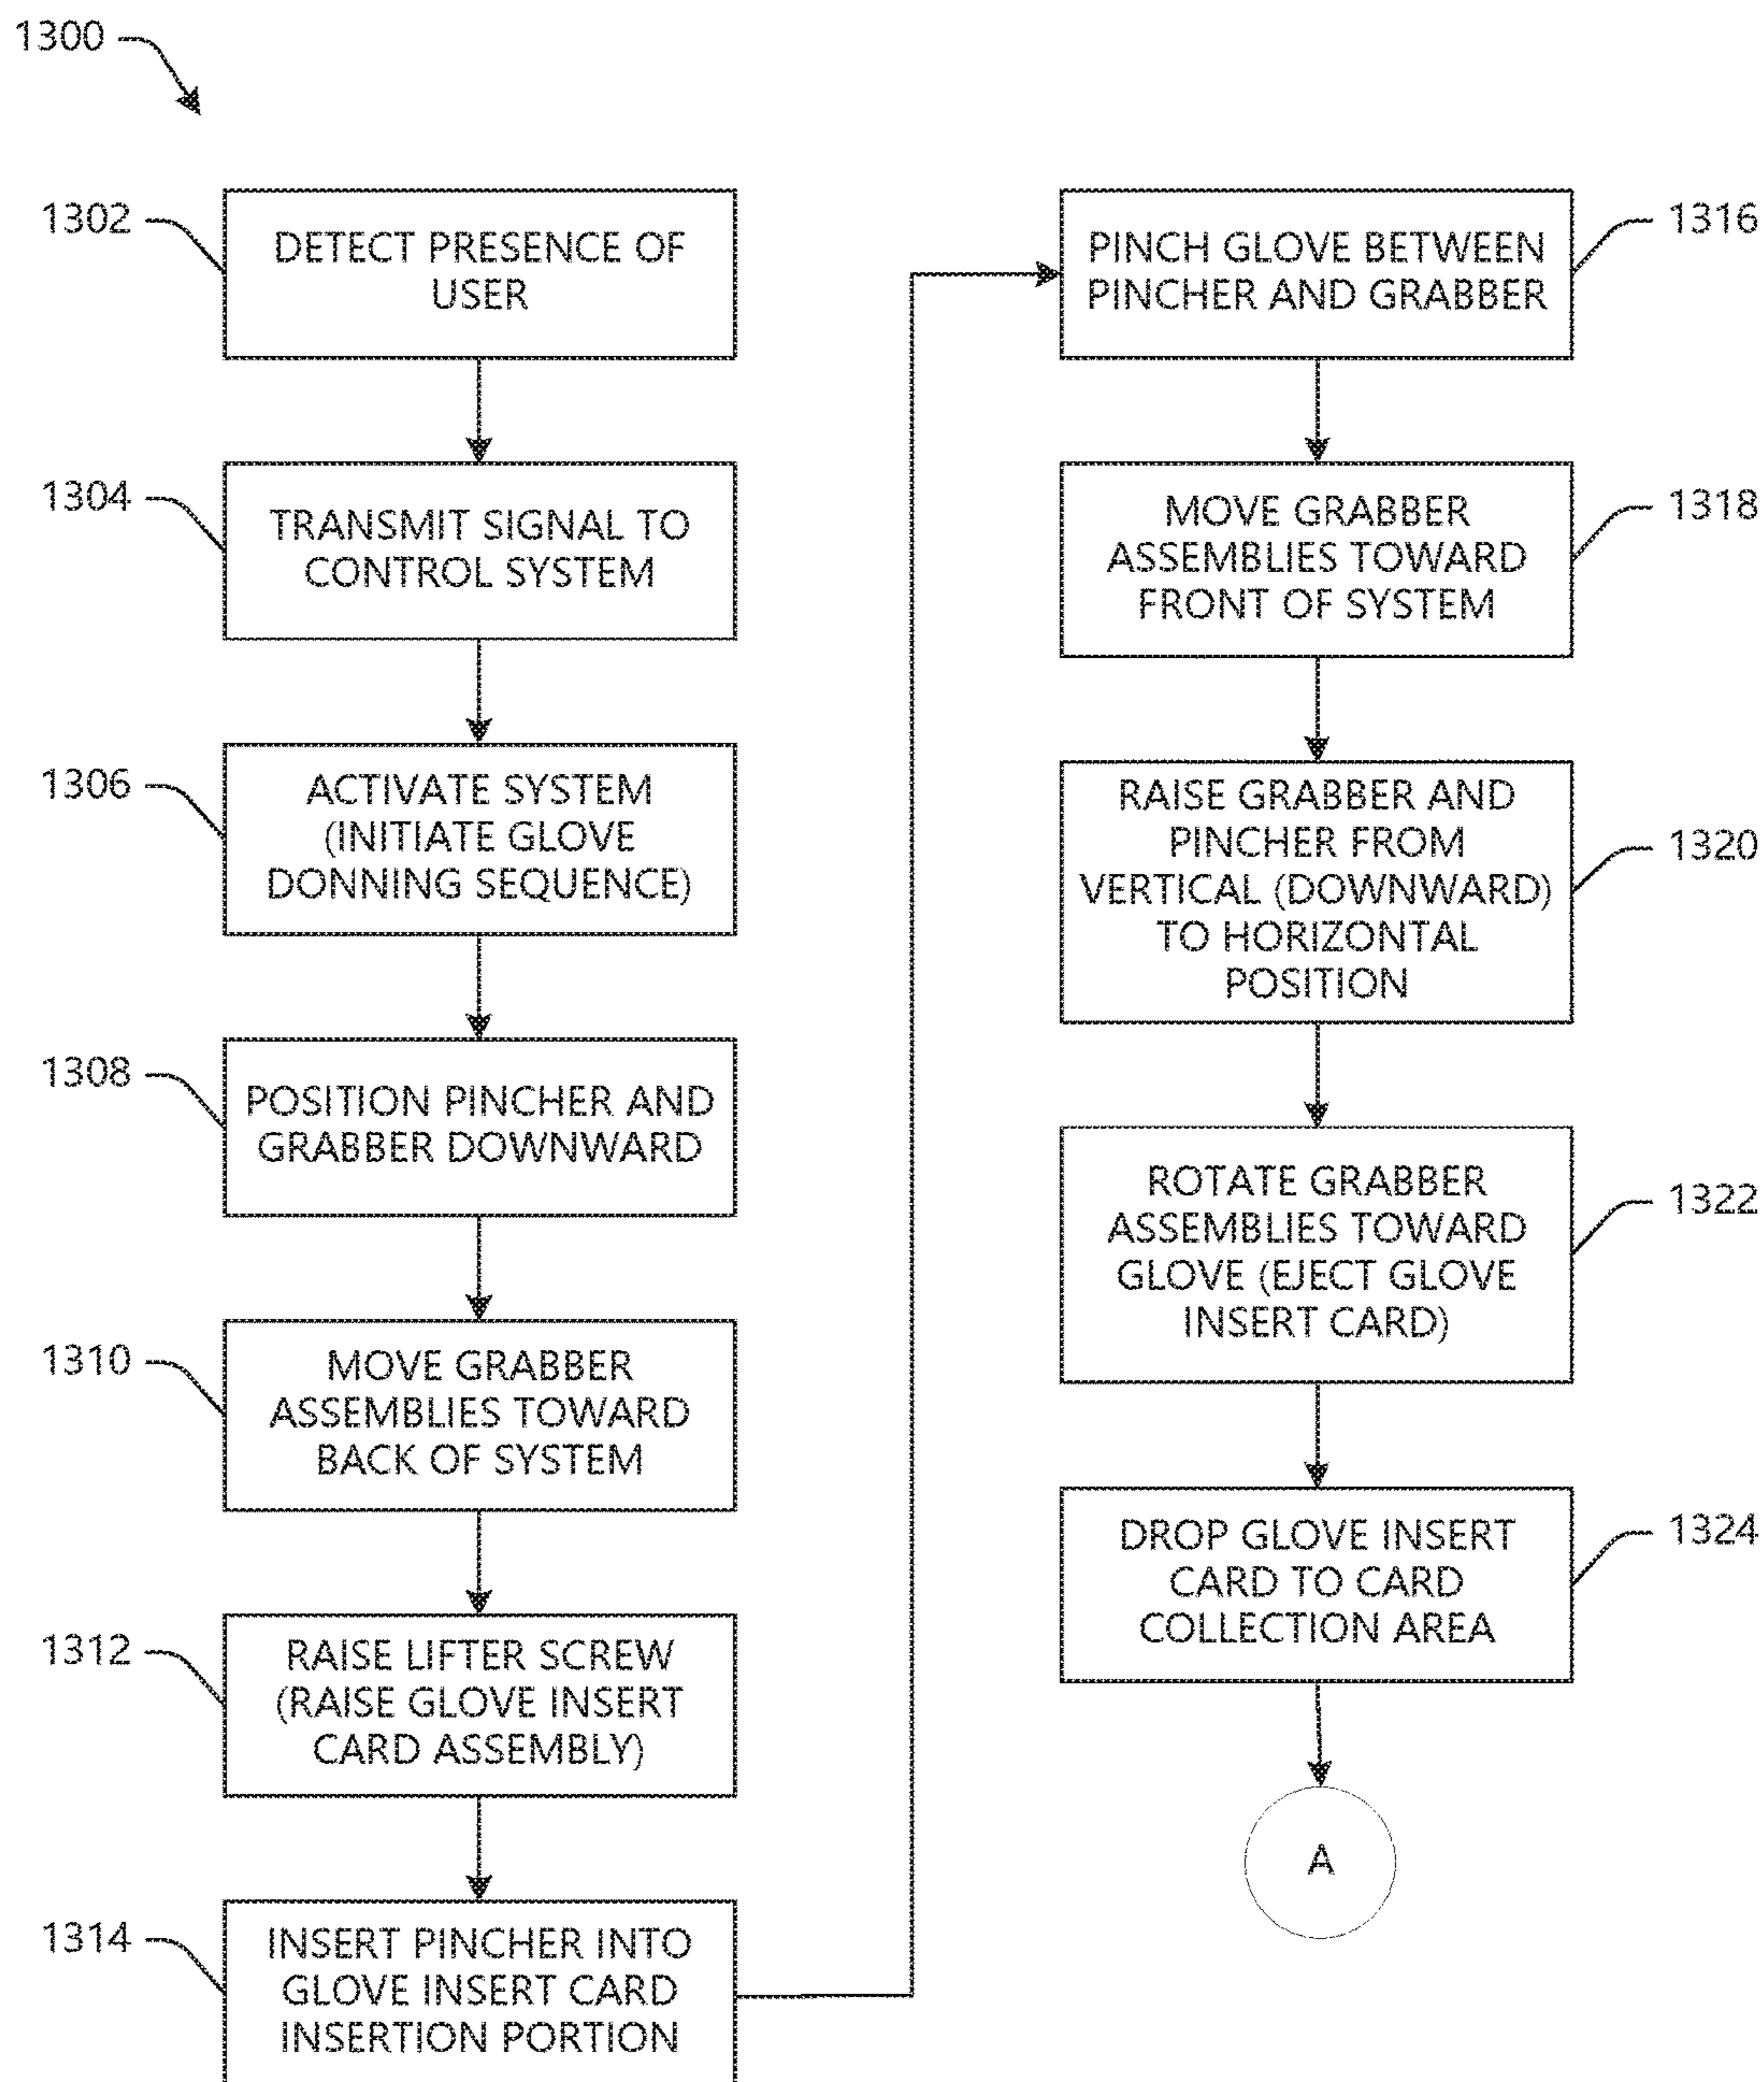 1300
1302
DETECT PRESENCE OF
USER
1304
TRANSMIT SIGNAL TO
CONTROL SYSTEM
1306
ACTIVATE SYSTEM
(INITIATE GLOVE
DONNING SEQUENCE)
1308
POSITION PINCHER AND
GRABBER DOWNWARD
1310
MOVE GRABBER
ASSEMBLIES TOWARD
BACK OF SYSTEM
1312
RAISE LIFTER SCREW
(RAISE GLOVE INSERT
CARD ASSEMBLY)
1314
INSERT PINCHER INTO
GLOVE INSERT CARD
INSERTION PORTION
1316
PINCH GLOVE BETWEEN
PINCHER AND GRABBER
1318
MOVE GRABBER
ASSEMBLIES TOWARD
FRONT OF SYSTEM
1320
RAISE GRABBER AND
PINCHER FROM
VERTICAL (DOWNWARD)
TO HORIZONTAL
POSITION
1322
ROTATE GRABBER
ASSEMBLIES TOWARD
GLOVE (EJECT GLOVE
INSERT CARD)
1324
DROP GLOVE INSERT
CARD TO CARD
COLLECTION AREA
A